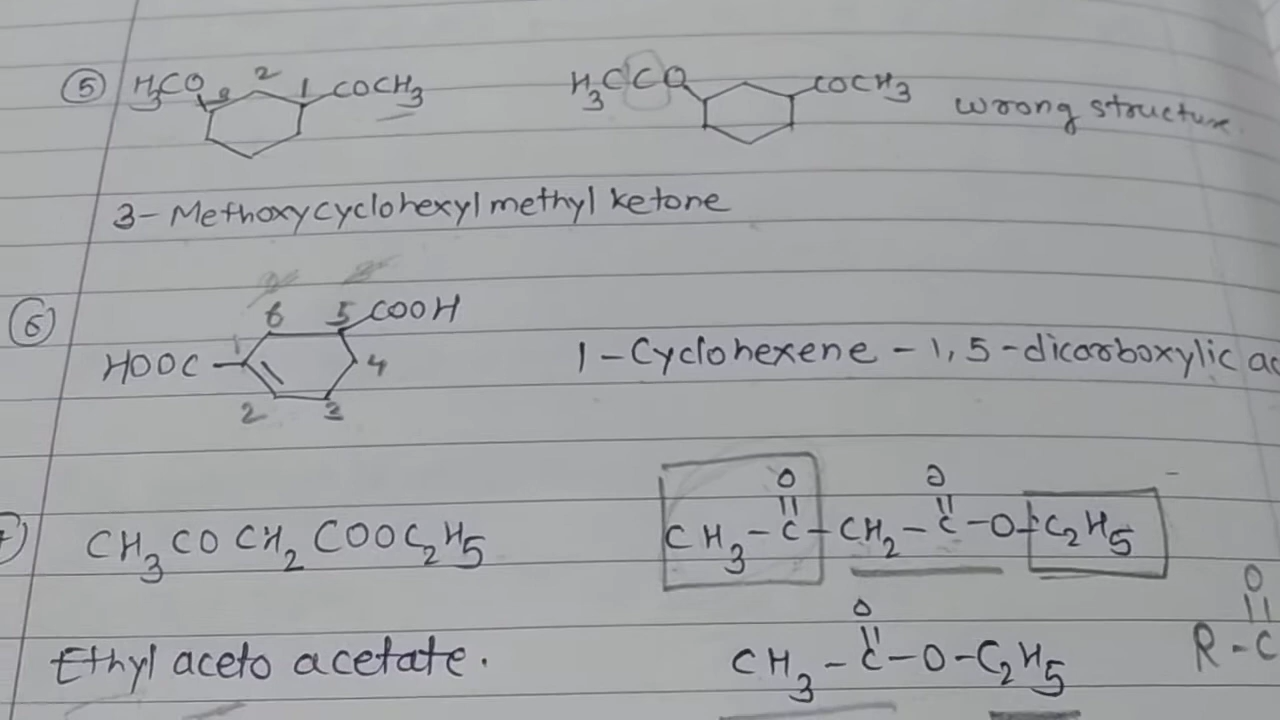 5 H3CO 3 2 1 COCH3 H3CCO COCH3 wrong structure
3-Methoxycyclohexyl methyl ketone
6 HOOC 1 6 5 COOH 4 2 3 1-Cyclohexene-1,5-dicarboxylic
CH3COCH2COOC2H5 CH3-C-CH2-C-O-C2H5 O O
Ethyl aceto acetate. CH3-C-O-C2H5 O R-C O